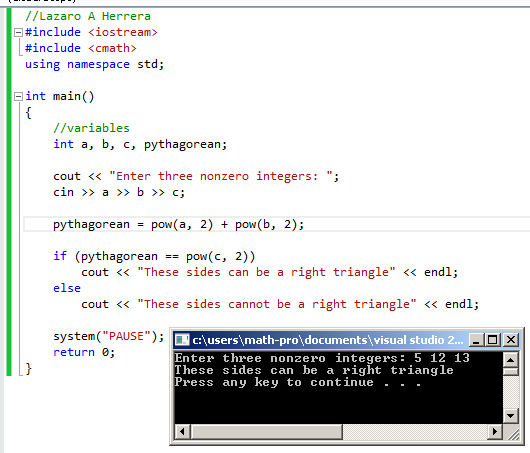 //Lazaro A Herrera
#include <iostream>
#include <cmath>
using namespace std;
int main()
{
//variables
int a, b, c, pythagorean;
cout << "Enter three nonzero integers: ";
cin >> a >> b >> c;
pythagorean = pow(a, 2) + pow(b, 2);
if (pythagorean == pow(c, 2))
cout << "These sides can be a right triangle" << endl;
else
cout << "These sides cannot be a right triangle" << endl;
system("PAUSE");
return 0;
}
c:\users\math-pro\documents\visual studio 2...
Enter three nonzero integers: 5 12 13
These sides can be a right triangle
Press any key to continue . . .